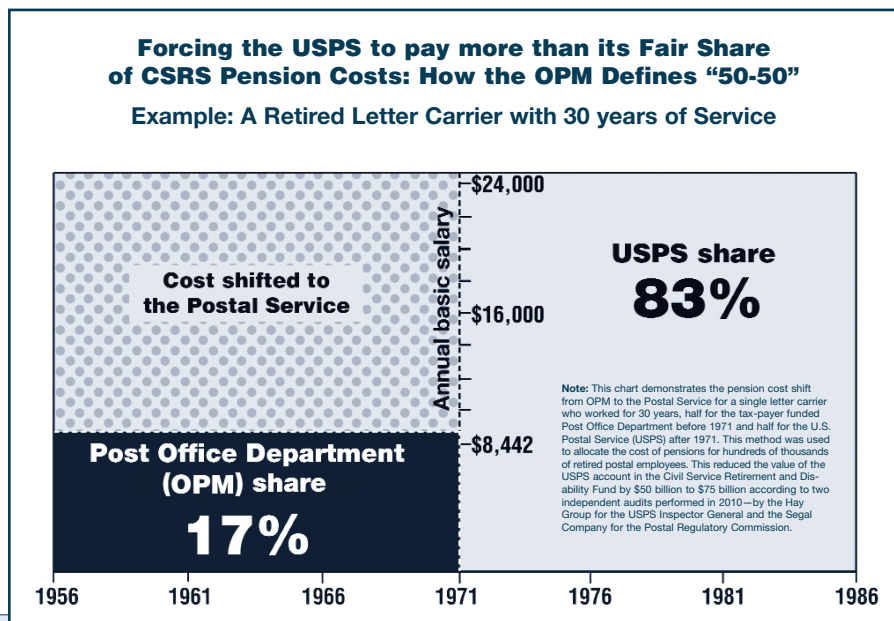 Forcing the USPS to pay more than its Fair Share
of CSRS Pension Costs: How the OPM Defines “50-50”
Example: A Retired Letter Carrier with 30 years of Service
Cost shifted to
the Postal Service
Annual basic salary
$24,000
$16,000
$8,442
USPS share
83%
Note: This chart demonstrates the pension cost shift
from OPM to the Postal Service for a single letter carrier
who worked for 30 years, half for the tax-payer funded
Post Office Department before 1971 and half for the U.S.
Postal Service (USPS) after 1971. This method was used
to allocate the cost of pensions for hundreds of thousands
of retired postal employees. This reduced the value of the
USPS account in the Civil Service Retirement and Dis-
ability Fund by $50 billion to $75 billion according to two
independent audits performed in 2010—by the Hay
Group for the USPS Inspector General and the Segal
Company for the Postal Regulatory Commission.
Post Office Department
(OPM) share
17%
1956 1961 1966 1971 1976 1981 1986